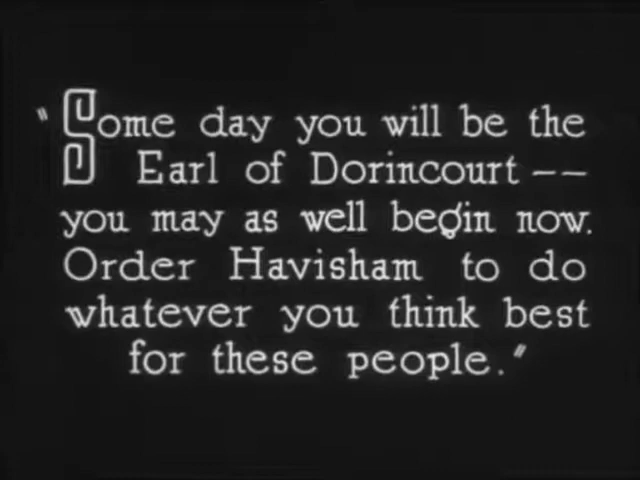 "Some day you will be the
Earl of Dorincourt --
you may as well begin now.
Order Havisham to do
whatever you think best
for these people."